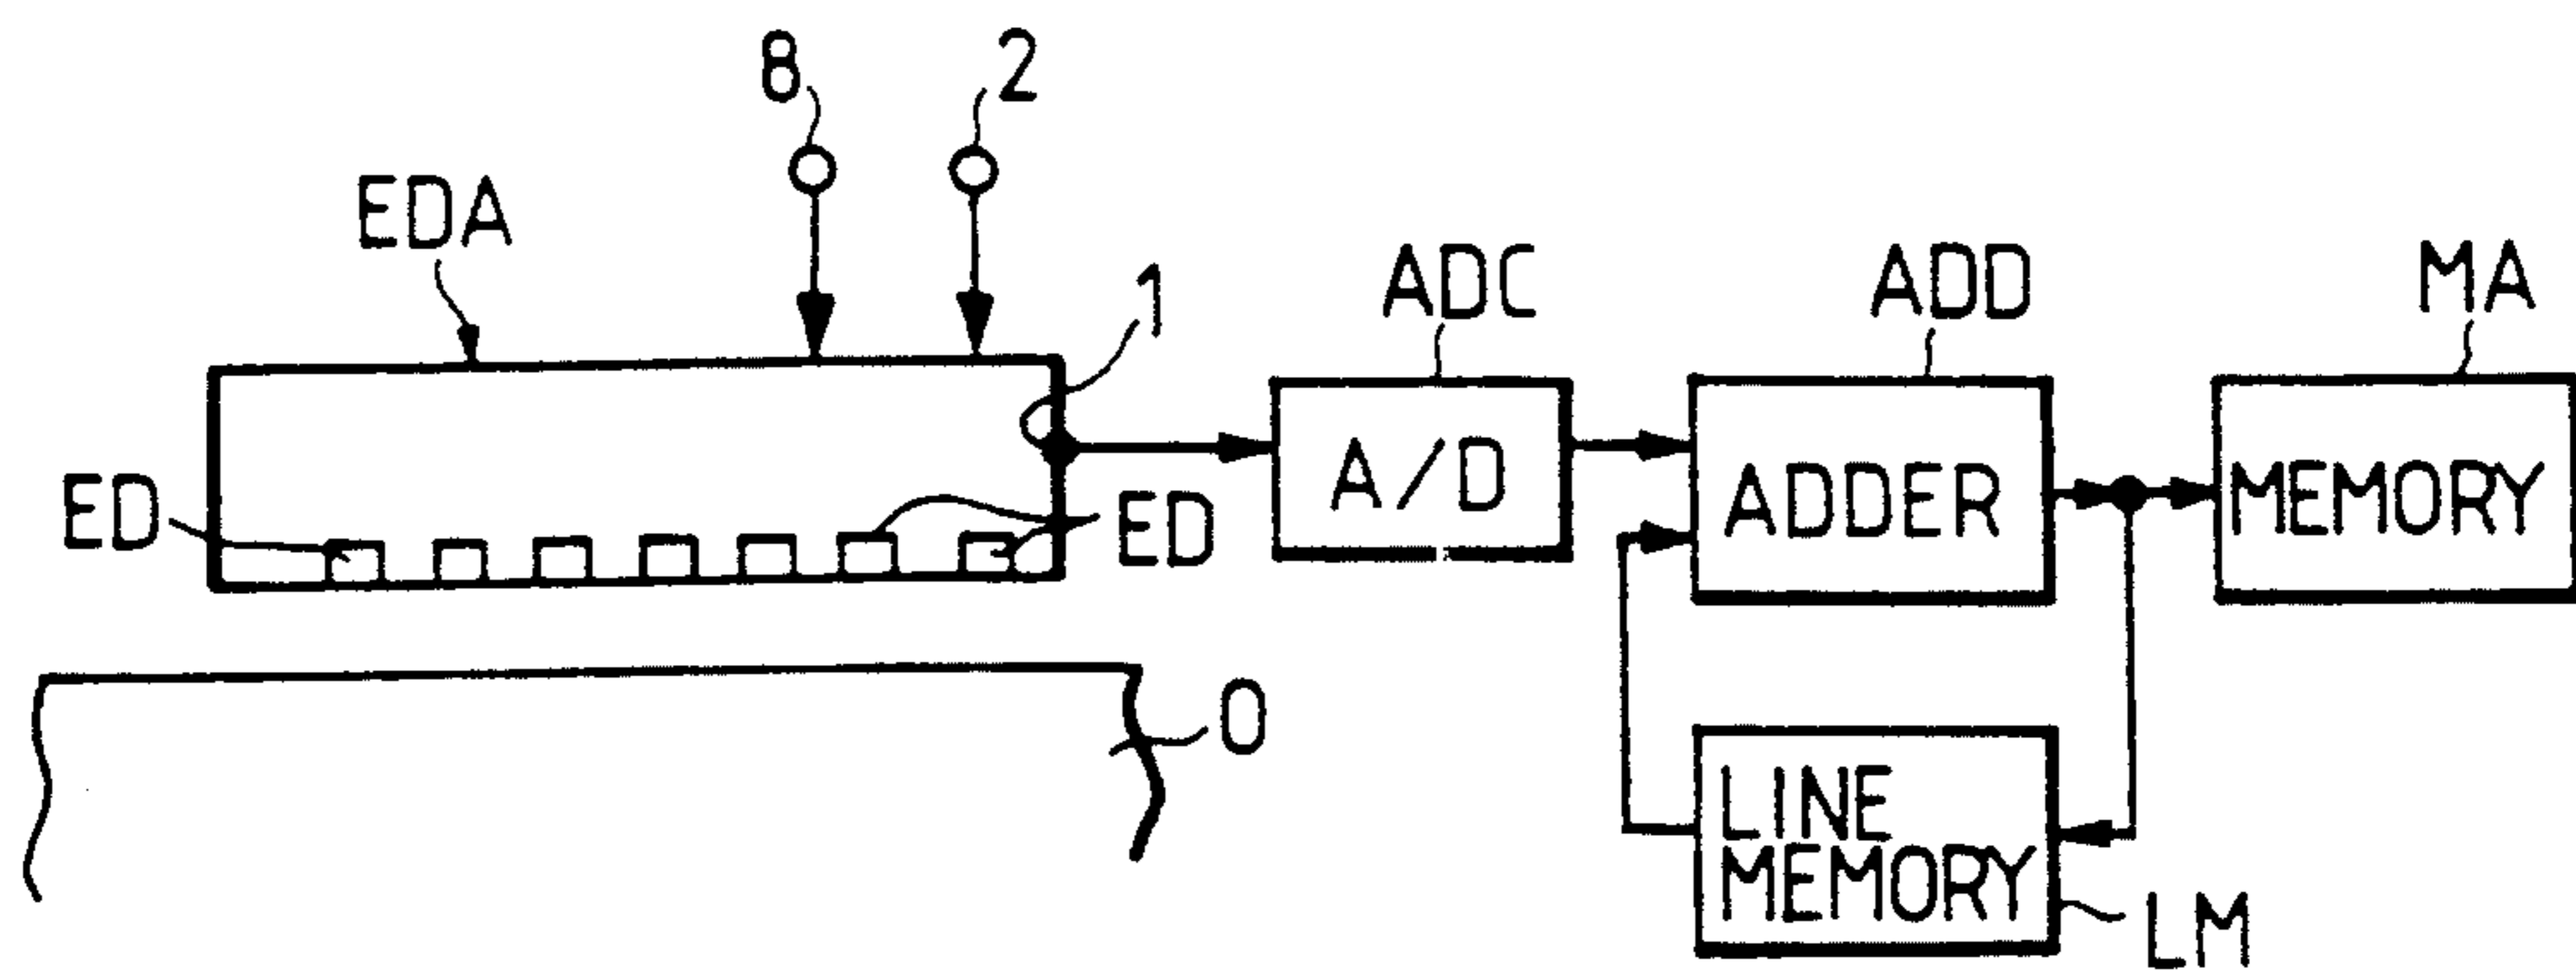 8
2
EDA
1
ADC
ADD
MA
A/D
ADDER
MEMORY
ED
ED
O
LINE
MEMORY
LM